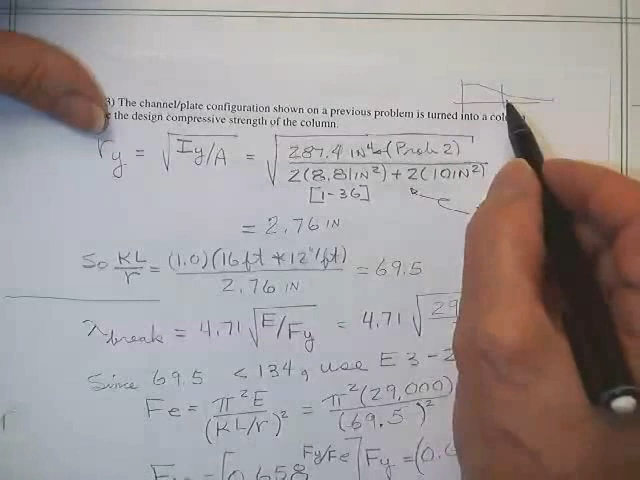 3) The channel/plate configuration shown on a previous problem is turned into a
the design compressive strength of the column.
ry = √Iy/A = √287.4 IN⁴ (Prob 2) / 2(8.81 IN²) + 2(10 IN²)
[1-36]
= 2.76 IN
So KL/r = (1.0)(16ft * 12"/ft) / 2.76 IN = 69.5
λbreak = 4.71 √E/Fy = 4.71 √29
Since 69.5 < 134, use E 3-2
Fe = π²E / (KL/r)² = π²(29,000) / (69.5)²
[0.658 Fy/Fe] Fy = (0.6